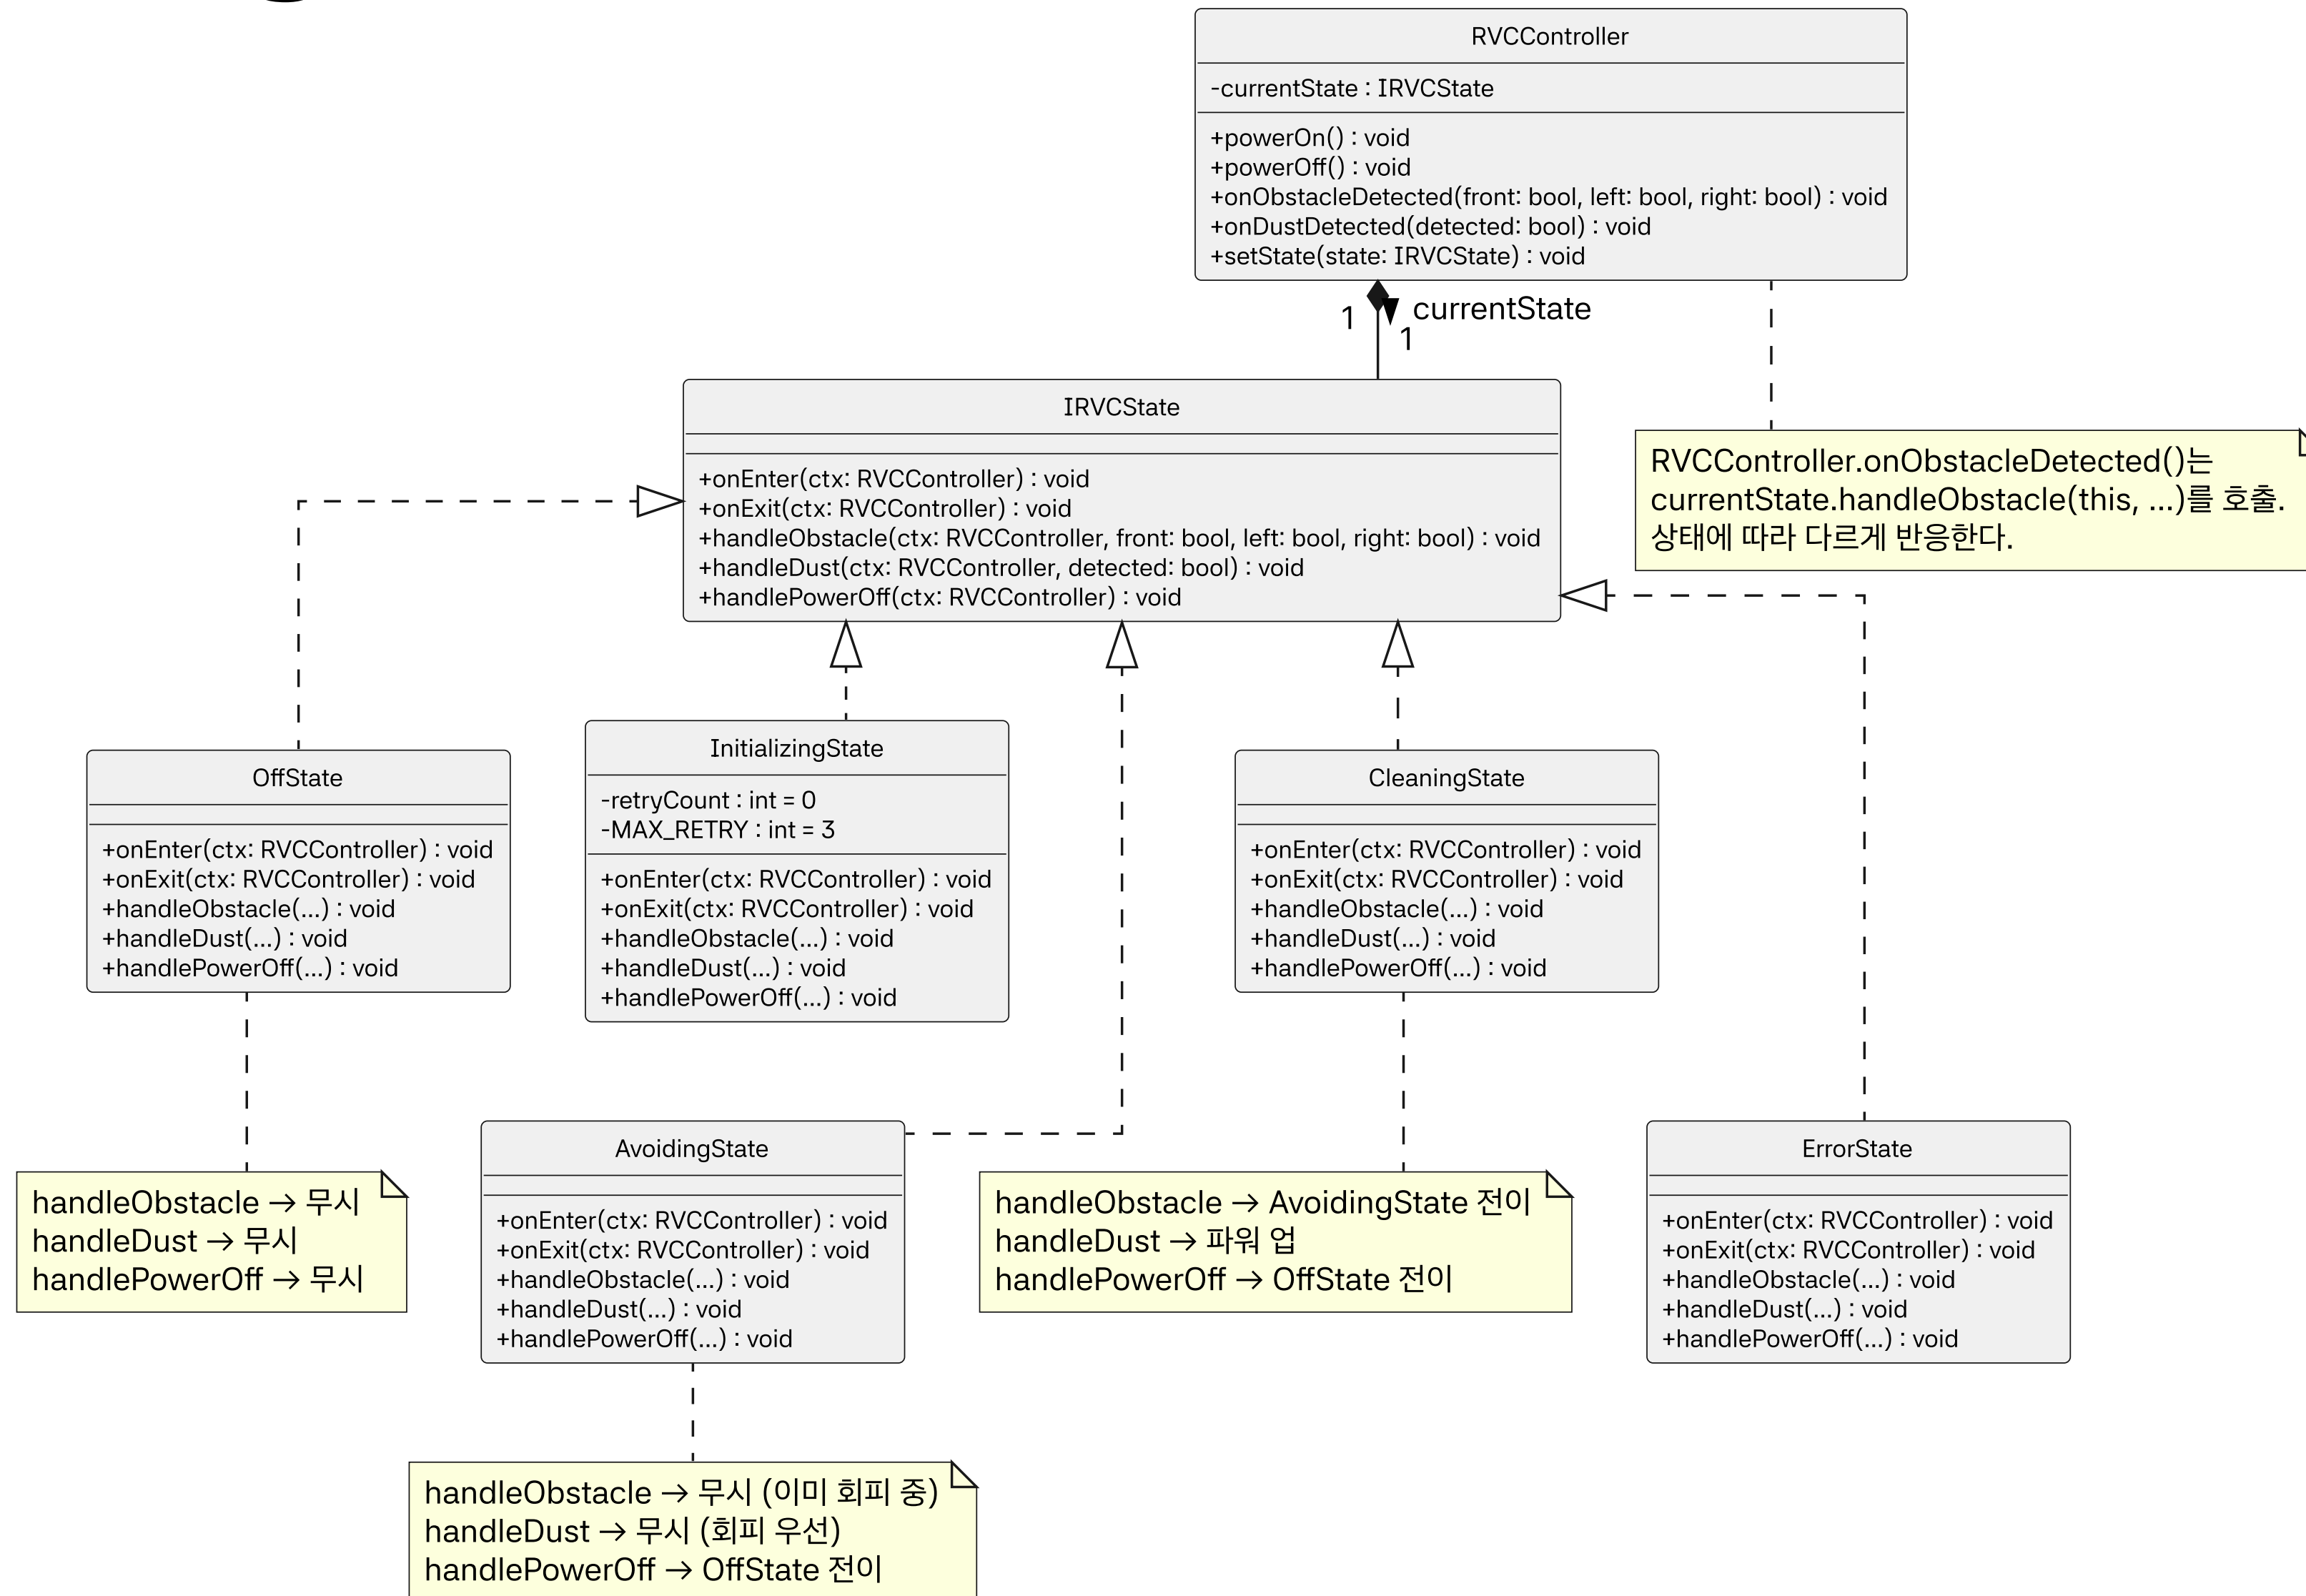 RVCController
-currentState : IRVCState
+powerOn() : void
+powerOff() : void
+onObstacleDetected(front: bool, left: bool, right: bool) : void
+onDustDetected(detected: bool) : void
+setState(state: IRVCState) : void
1
currentState
1
IRVCState
+onEnter(ctx: RVCController) : void
+onExit(ctx: RVCController) : void
+handleObstacle(ctx: RVCController, front: bool, left: bool, right: bool) : void
+handleDust(ctx: RVCController, detected: bool) : void
+handlePowerOff(ctx: RVCController) : void
RVCController.onObstacleDetected()는
currentState.handleObstacle(this, ...)를 호출.
상태에 따라 다르게 반응한다.
OffState
+onEnter(ctx: RVCController) : void
+onExit(ctx: RVCController) : void
+handleObstacle(...) : void
+handleDust(...) : void
+handlePowerOff(...) : void
InitializingState
-retryCount : int = 0
-MAX_RETRY : int = 3
+onEnter(ctx: RVCController) : void
+onExit(ctx: RVCController) : void
+handleObstacle(...) : void
+handleDust(...) : void
+handlePowerOff(...) : void
CleaningState
+onEnter(ctx: RVCController) : void
+onExit(ctx: RVCController) : void
+handleObstacle(...) : void
+handleDust(...) : void
+handlePowerOff(...) : void
handleObstacle → 무시
handleDust → 무시
handlePowerOff → 무시
AvoidingState
+onEnter(ctx: RVCController) : void
+onExit(ctx: RVCController) : void
+handleObstacle(...) : void
+handleDust(...) : void
+handlePowerOff(...) : void
handleObstacle → AvoidingState 전이
handleDust → 파워 업
handlePowerOff → OffState 전이
ErrorState
+onEnter(ctx: RVCController) : void
+onExit(ctx: RVCController) : void
+handleObstacle(...) : void
+handleDust(...) : void
+handlePowerOff(...) : void
handleObstacle → 무시 (이미 회피 중)
handleDust → 무시 (회피 우선)
handlePowerOff → OffState 전이